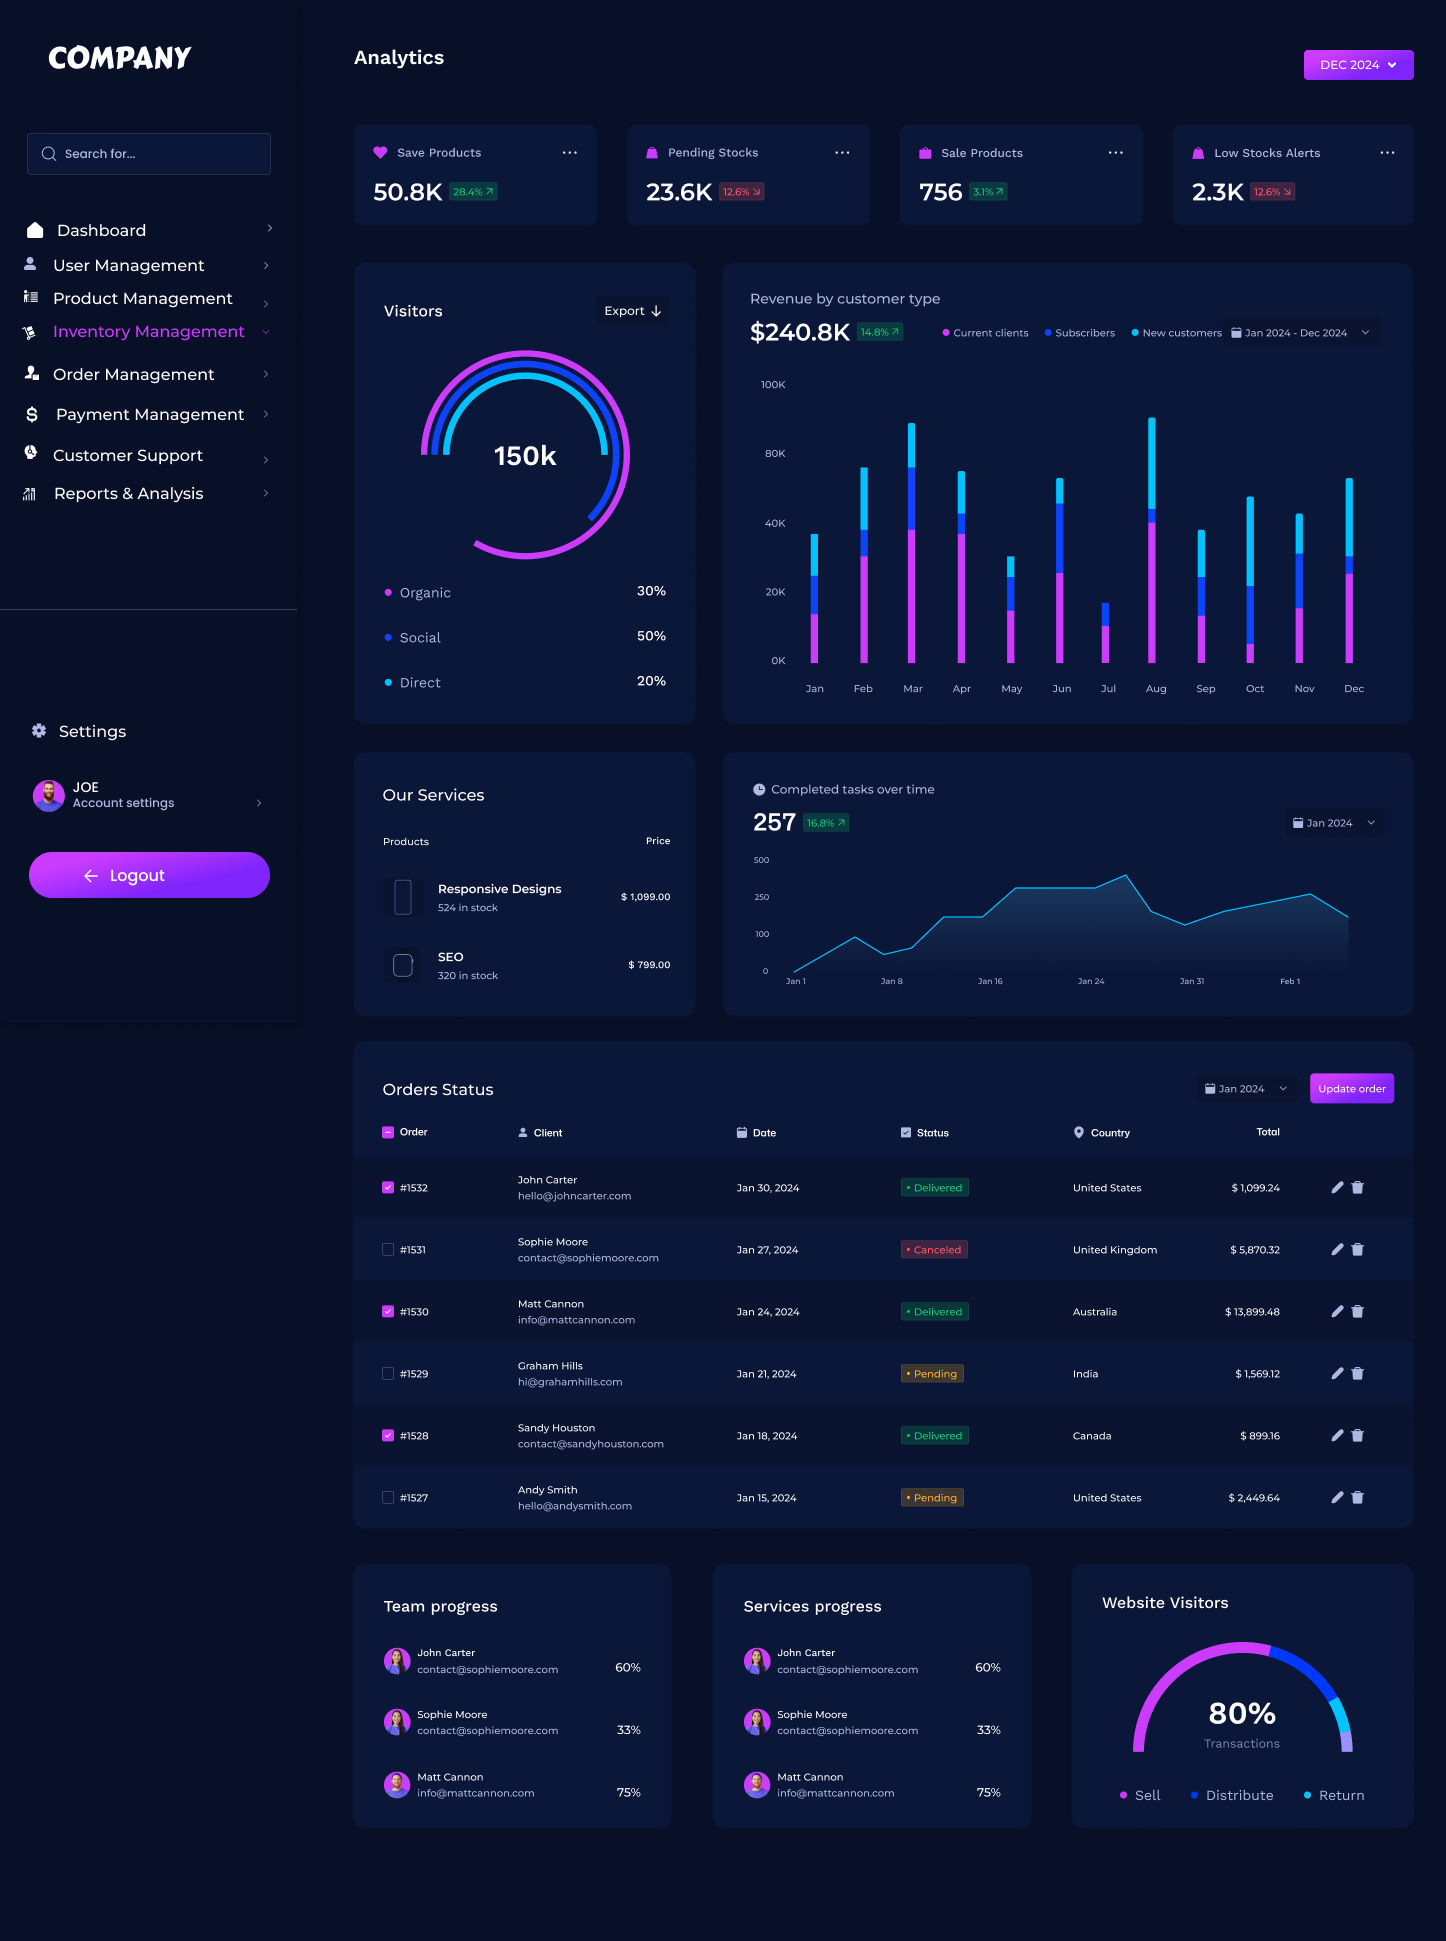 COMPANY
Search for...
Dashboard
User Management
Product Management
Inventory Management
Order Management
Payment Management
Customer Support
Reports & Analysis
Settings
JOE
Account settings
Logout
Analytics
DEC 2024
Save Products
50.8K 28.4%
Pending Stocks
23.6K 12.6%
Sale Products
756 3.1%
Low Stocks Alerts
2.3K 12.6%
Visitors
Export
150k
Organic 30%
Social 50%
Direct 20%
Revenue by customer type
$240.8K 14.8%
Current clients Subscribers New customers Jan 2024 - Dec 2024
100K
80K
40K
20K
0K
Jan Feb Mar Apr May Jun Jul Aug Sep Oct Nov Dec
Our Services
Products Price
Responsive Designs
524 in stock
$ 1,099.00
SEO
320 in stock
$ 799.00
Completed tasks over time
257 16.8%
Jan 2024
500
250
100
0
Jan 1 Jan 8 Jan 16 Jan 24 Jan 31 Feb 1
Orders Status
Jan 2024
Update order
Order Client Date Status Country Total
#1532 John Carter Jan 30, 2024 Delivered United States $ 1,099.24
hello@johncarter.com
#1531 Sophie Moore Jan 27, 2024 Canceled United Kingdom $ 5,870.32
contact@sophiemoore.com
#1530 Matt Cannon Jan 24, 2024 Delivered Australia $ 13,899.48
info@mattcannon.com
#1529 Graham Hills Jan 21, 2024 Pending India $ 1,569.12
hi@grahamhills.com
#1528 Sandy Houston Jan 18, 2024 Delivered Canada $ 899.16
contact@sandyhouston.com
#1527 Andy Smith Jan 15, 2024 Pending United States $ 2,449.64
hello@andysmith.com
Team progress
John Carter
contact@sophiemoore.com
60%
Sophie Moore
contact@sophiemoore.com
33%
Matt Cannon
info@mattcannon.com
75%
Services progress
John Carter
contact@sophiemoore.com
60%
Sophie Moore
contact@sophiemoore.com
33%
Matt Cannon
info@mattcannon.com
75%
Website Visitors
80%
Transactions
Sell Distribute Return